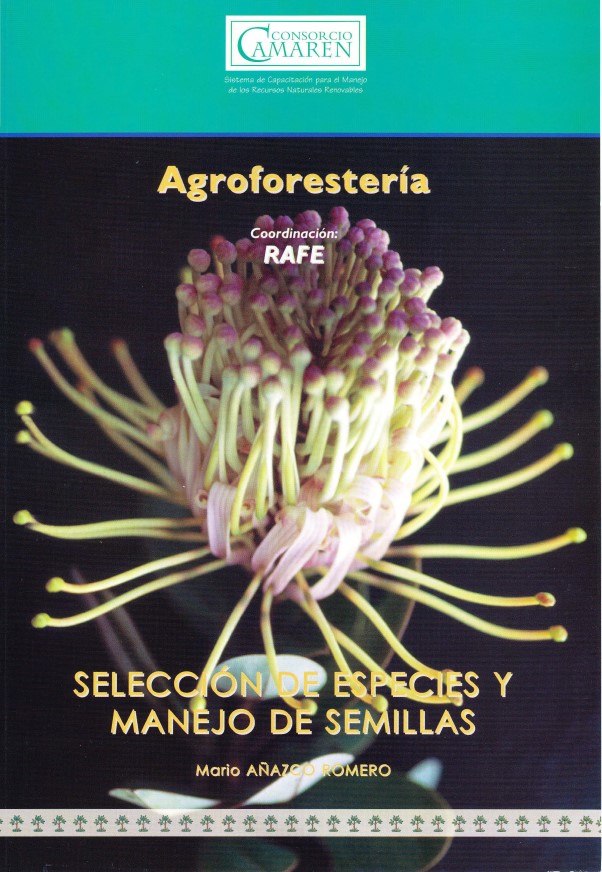 CONSORCIO
CAMAREN
Sistema de Capacitación para el Manejo
de los Recursos Naturales Renovables
Agroforestería
Coordinación:
RAFE
SELECCIÓN DE ESPECIES Y
MANEJO DE SEMILLAS
Mario AÑAZCO ROMERO